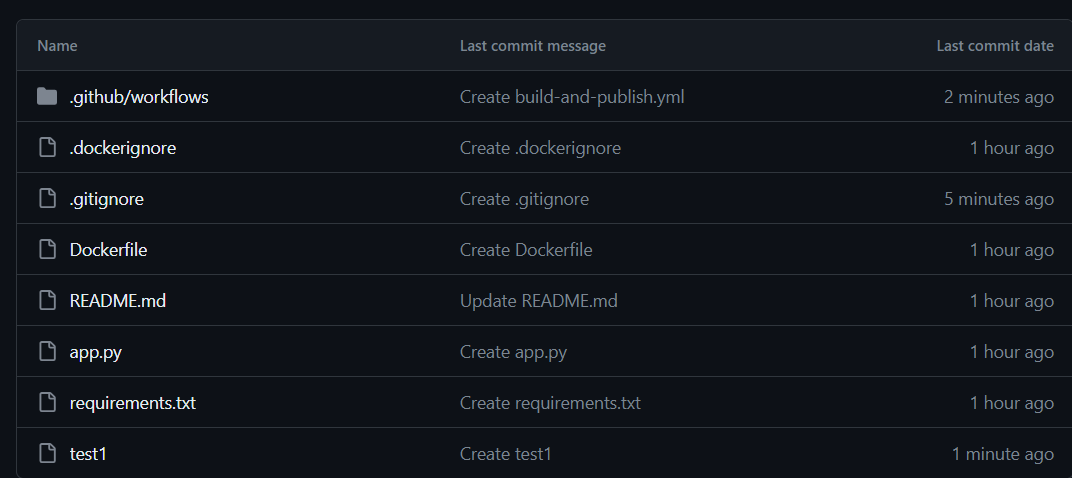 Name Last commit message Last commit date
.github/workflows Create build-and-publish.yml 2 minutes ago
.dockerignore Create .dockerignore 1 hour ago
.gitignore Create .gitignore 5 minutes ago
Dockerfile Create Dockerfile 1 hour ago
README.md Update README.md 1 hour ago
app.py Create app.py 1 hour ago
requirements.txt Create requirements.txt 1 hour ago
test1 Create test1 1 minute ago